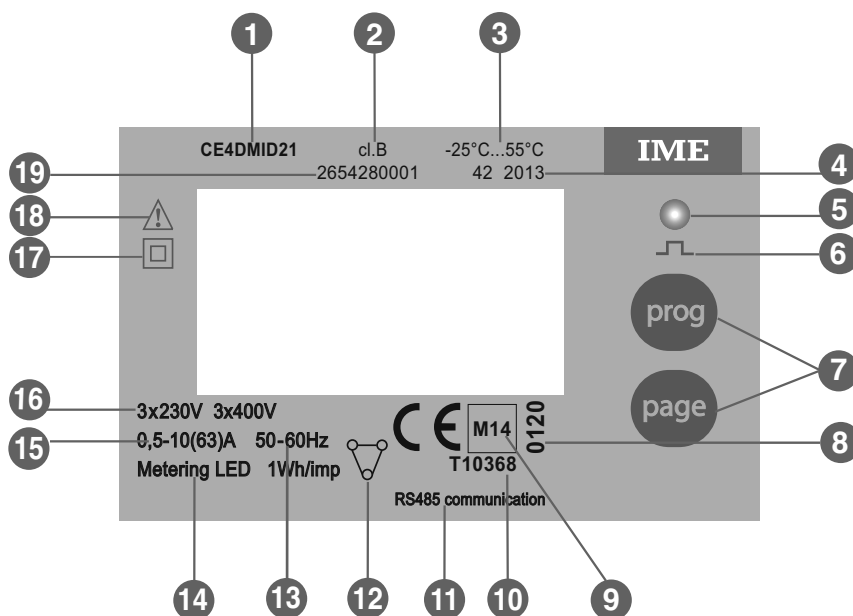 1 2 3
CE4DMID21 cl.B -25°C...55°C IME
19 2654280001 42 2013 4
18 5
17 6
prog
7
page
16 3x230V 3x400V
15 0,5-10(63)A 50-60Hz CE M14 0120 8
Metering LED 1Wh/imp T10368
RS485 communication
14 13 12 11 10 9